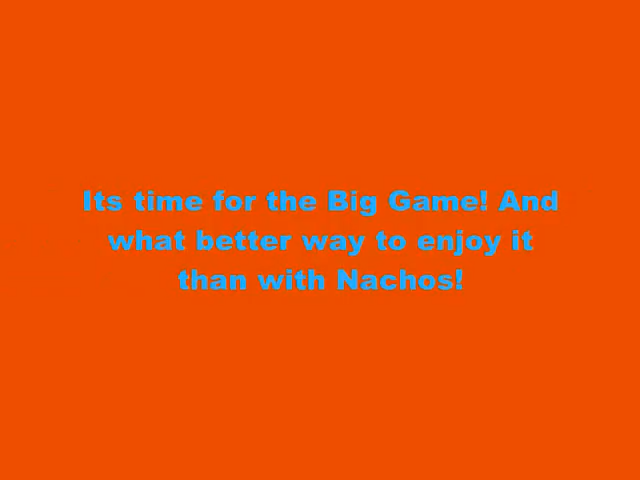 Its time for the Big Game! And
what better way to enjoy it
than with Nachos!